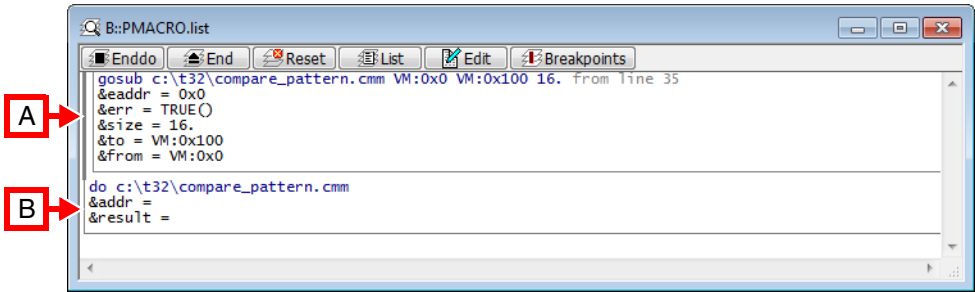 B::PMACRO.list
Enddo End Reset List Edit Breakpoints
A
gosub c:\t32\compare_pattern.cmm VM:0x0 VM:0x100 16. from line 35
&eaddr = 0x0
&err = TRUE()
&size = 16.
&to = VM:0x100
&from = VM:0x0
B
do c:\t32\compare_pattern.cmm
&addr =
&result =